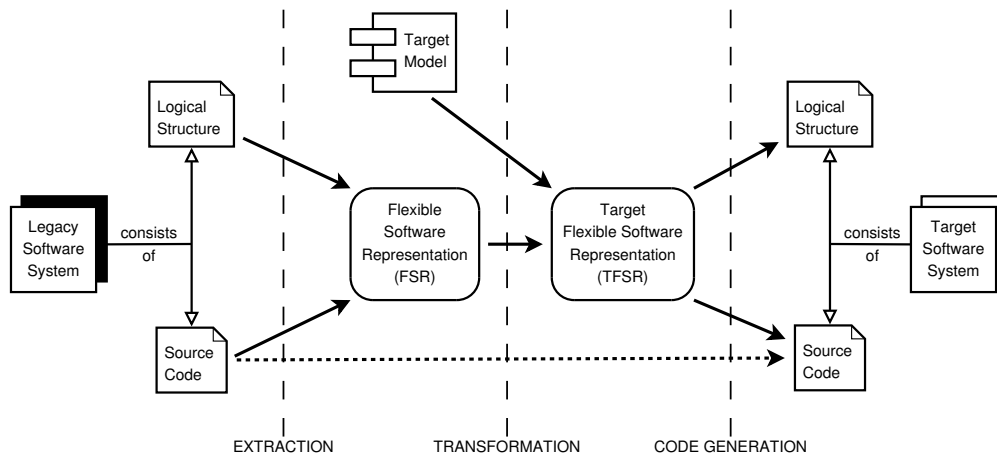 Target
Model
Logical
Structure
Logical
Structure
Legacy
Software
System
consists
of
Flexible
Software
Representation
(FSR)
Target
Flexible Software
Representation
(TFSR)
consists
of
Target
Software
System
Source
Code
Source
Code
EXTRACTION
TRANSFORMATION
CODE GENERATION